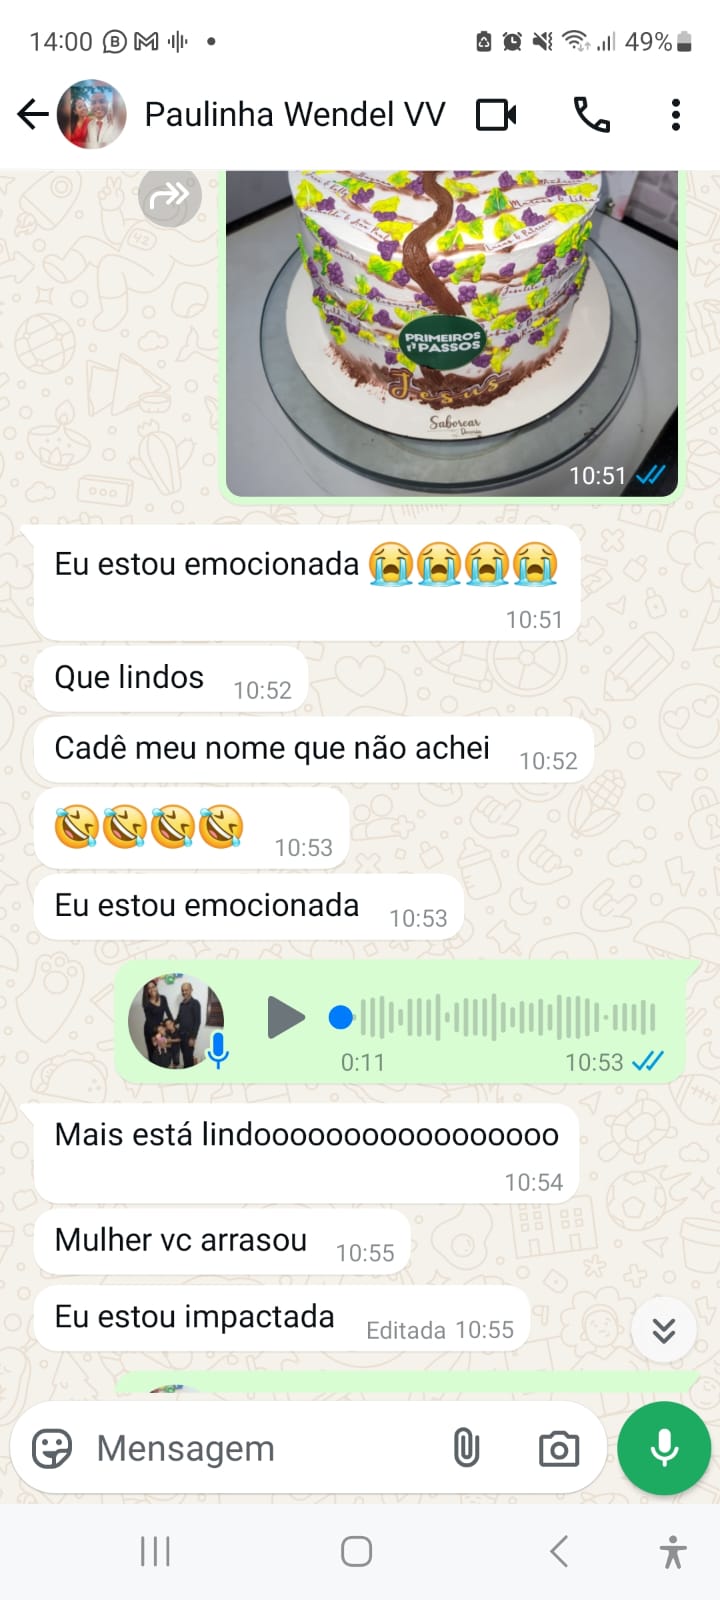 14:00
49%
Paulinha Wendel VV
PRIMEIROS
PASSOS
Jesus
Saborear
10:51
Eu estou emocionada 😭😭😭😭
10:51
Que lindos 10:52
Cadê meu nome que não achei 10:52
🤣🤣🤣🤣 10:53
Eu estou emocionada 10:53
0:11 10:53
Mais está lindooooooooooooooooo
10:54
Mulher vc arrasou 10:55
Eu estou impactada Editada 10:55
Mensagem